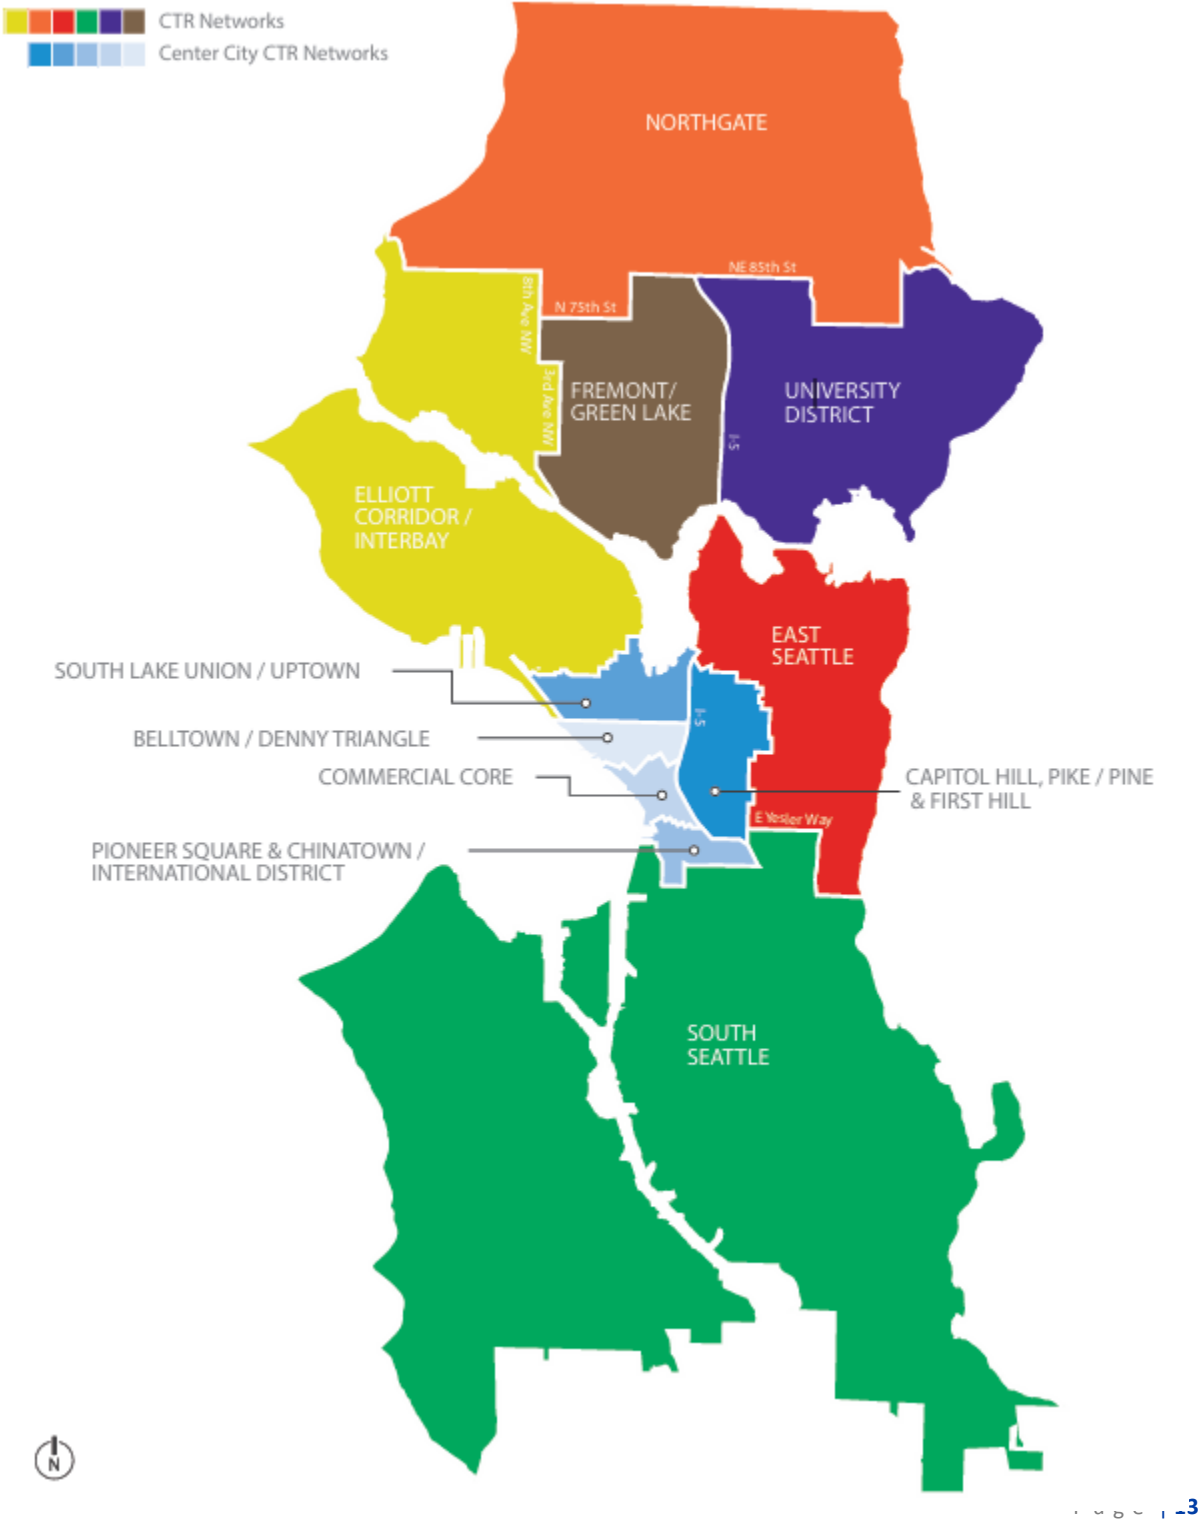 CTR Networks
Center City CTR Networks
NORTHGATE
NE 85th St
8th Ave NW
N 75th St
3rd Ave NW
FREMONT/
GREEN LAKE
UNIVERSITY
DISTRICT
I-5
ELLIOTT
CORRIDOR /
INTERBAY
EAST
SEATTLE
SOUTH LAKE UNION / UPTOWN
I-5
BELLTOWN / DENNY TRIANGLE
COMMERCIAL CORE
CAPITOL HILL, PIKE / PINE
& FIRST HILL
E Yesler Way
PIONEER SQUARE & CHINATOWN /
INTERNATIONAL DISTRICT
SOUTH
SEATTLE
N